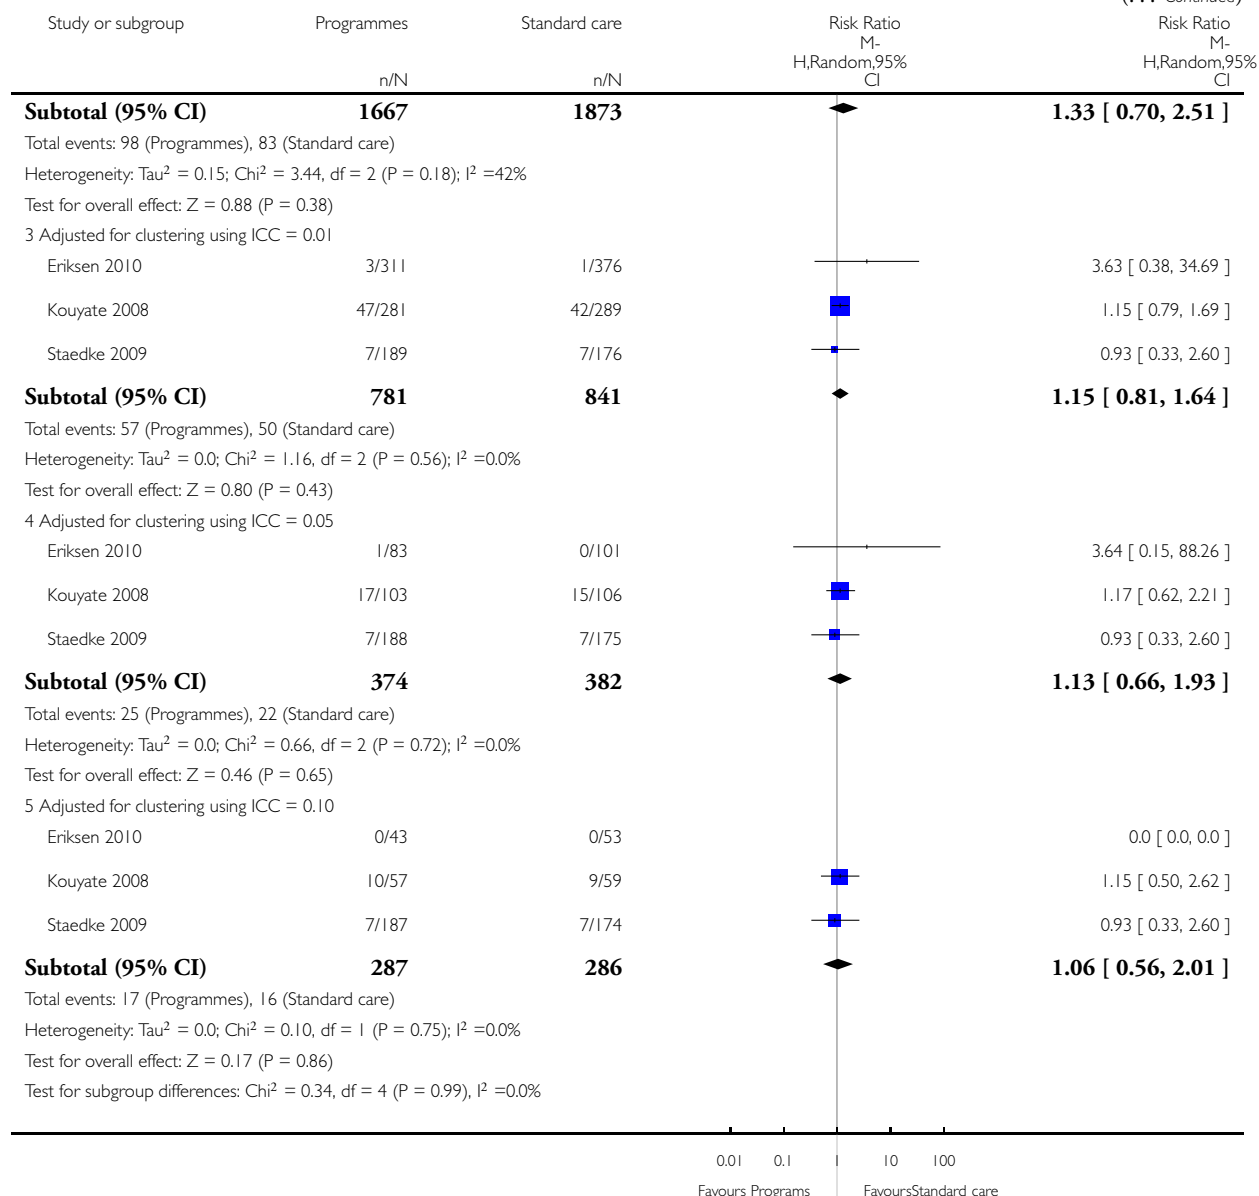 Continued)
Study or subgroup Programmes Standard care Risk Ratio Risk Ratio
M- M-
H,Random,95% H,Random,95%
n/N n/N CI CI
Subtotal (95% CI) 1667 1873 1.33 [ 0.70, 2.51 ]
Total events: 98 (Programmes), 83 (Standard care)
Heterogeneity: Tau² = 0.15; Chi² = 3.44, df = 2 (P = 0.18); I² =42%
Test for overall effect: Z = 0.88 (P = 0.38)
3 Adjusted for clustering using ICC = 0.01
Eriksen 2010 3/311 1/376 3.63 [ 0.38, 34.69 ]
Kouyate 2008 47/281 42/289 1.15 [ 0.79, 1.69 ]
Staedke 2009 7/189 7/176 0.93 [ 0.33, 2.60 ]
Subtotal (95% CI) 781 841 1.15 [ 0.81, 1.64 ]
Total events: 57 (Programmes), 50 (Standard care)
Heterogeneity: Tau² = 0.0; Chi² = 1.16, df = 2 (P = 0.56); I² =0.0%
Test for overall effect: Z = 0.80 (P = 0.43)
4 Adjusted for clustering using ICC = 0.05
Eriksen 2010 1/83 0/101 3.64 [ 0.15, 88.26 ]
Kouyate 2008 17/103 15/106 1.17 [ 0.62, 2.21 ]
Staedke 2009 7/188 7/175 0.93 [ 0.33, 2.60 ]
Subtotal (95% CI) 374 382 1.13 [ 0.66, 1.93 ]
Total events: 25 (Programmes), 22 (Standard care)
Heterogeneity: Tau² = 0.0; Chi² = 0.66, df = 2 (P = 0.72); I² =0.0%
Test for overall effect: Z = 0.46 (P = 0.65)
5 Adjusted for clustering using ICC = 0.10
Eriksen 2010 0/43 0/53 0.0 [ 0.0, 0.0 ]
Kouyate 2008 10/57 9/59 1.15 [ 0.50, 2.62 ]
Staedke 2009 7/187 7/174 0.93 [ 0.33, 2.60 ]
Subtotal (95% CI) 287 286 1.06 [ 0.56, 2.01 ]
Total events: 17 (Programmes), 16 (Standard care)
Heterogeneity: Tau² = 0.0; Chi² = 0.10, df = 1 (P = 0.75); I² =0.0%
Test for overall effect: Z = 0.17 (P = 0.86)
Test for subgroup differences: Chi² = 0.34, df = 4 (P = 0.99), I² =0.0%
0.01 0.1 1 10 100
Favours Programs FavoursStandard care